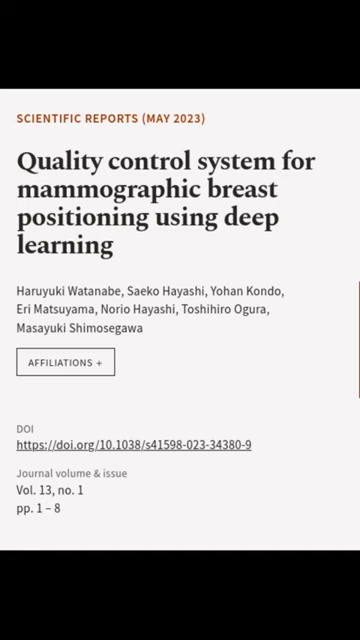 SCIENTIFIC REPORTS (MAY 2023)
Quality control system for
mammographic breast
positioning using deep
learning
Haruyuki Watanabe, Saeko Hayashi, Yohan Kondo,
Eri Matsuyama, Norio Hayashi, Toshihiro Ogura,
Masayuki Shimosegawa
AFFILIATIONS +
DOI
https://doi.org/10.1038/s41598-023-34380-9
Journal volume & issue
Vol. 13, no. 1
pp. 1 – 8